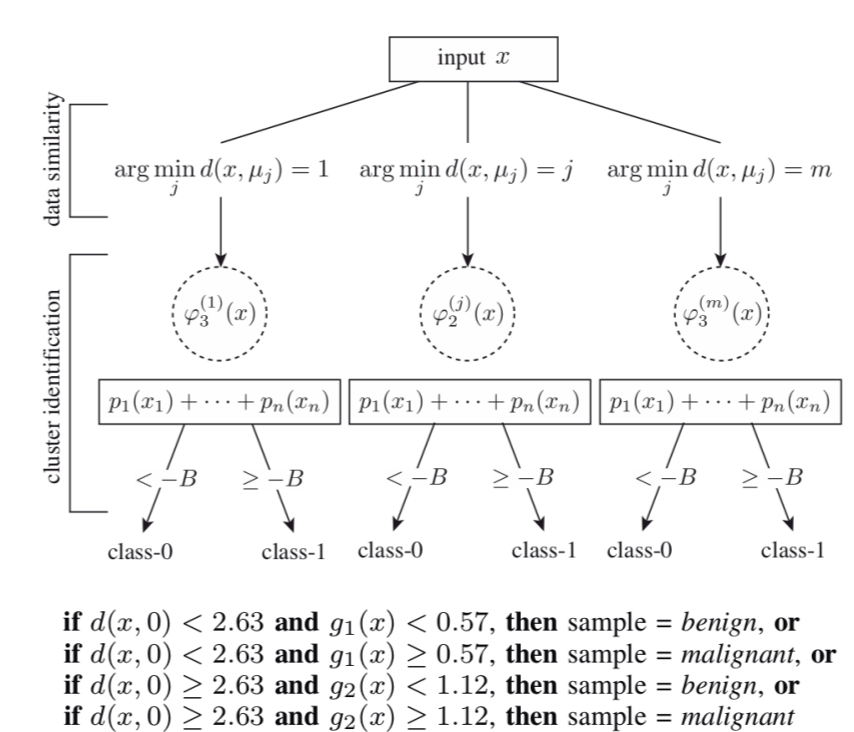 input x
data similarity
arg min_j d(x, μ_j) = 1   arg min_j d(x, μ_j) = j   arg min_j d(x, μ_j) = m
cluster identification
φ_3^(1)(x)   φ_2^(j)(x)   φ_3^(m)(x)
p_1(x_1) + ⋯ + p_n(x_n)   p_1(x_1) + ⋯ + p_n(x_n)   p_1(x_1) + ⋯ + p_n(x_n)
< −B   ≥ −B   < −B   ≥ −B   < −B   ≥ −B
class-0   class-1   class-0   class-1   class-0   class-1
if d(x, 0) < 2.63 and g_1(x) < 0.57, then sample = benign, or
if d(x, 0) < 2.63 and g_1(x) ≥ 0.57, then sample = malignant, or
if d(x, 0) ≥ 2.63 and g_2(x) < 1.12, then sample = benign, or
if d(x, 0) ≥ 2.63 and g_2(x) ≥ 1.12, then sample = malignant